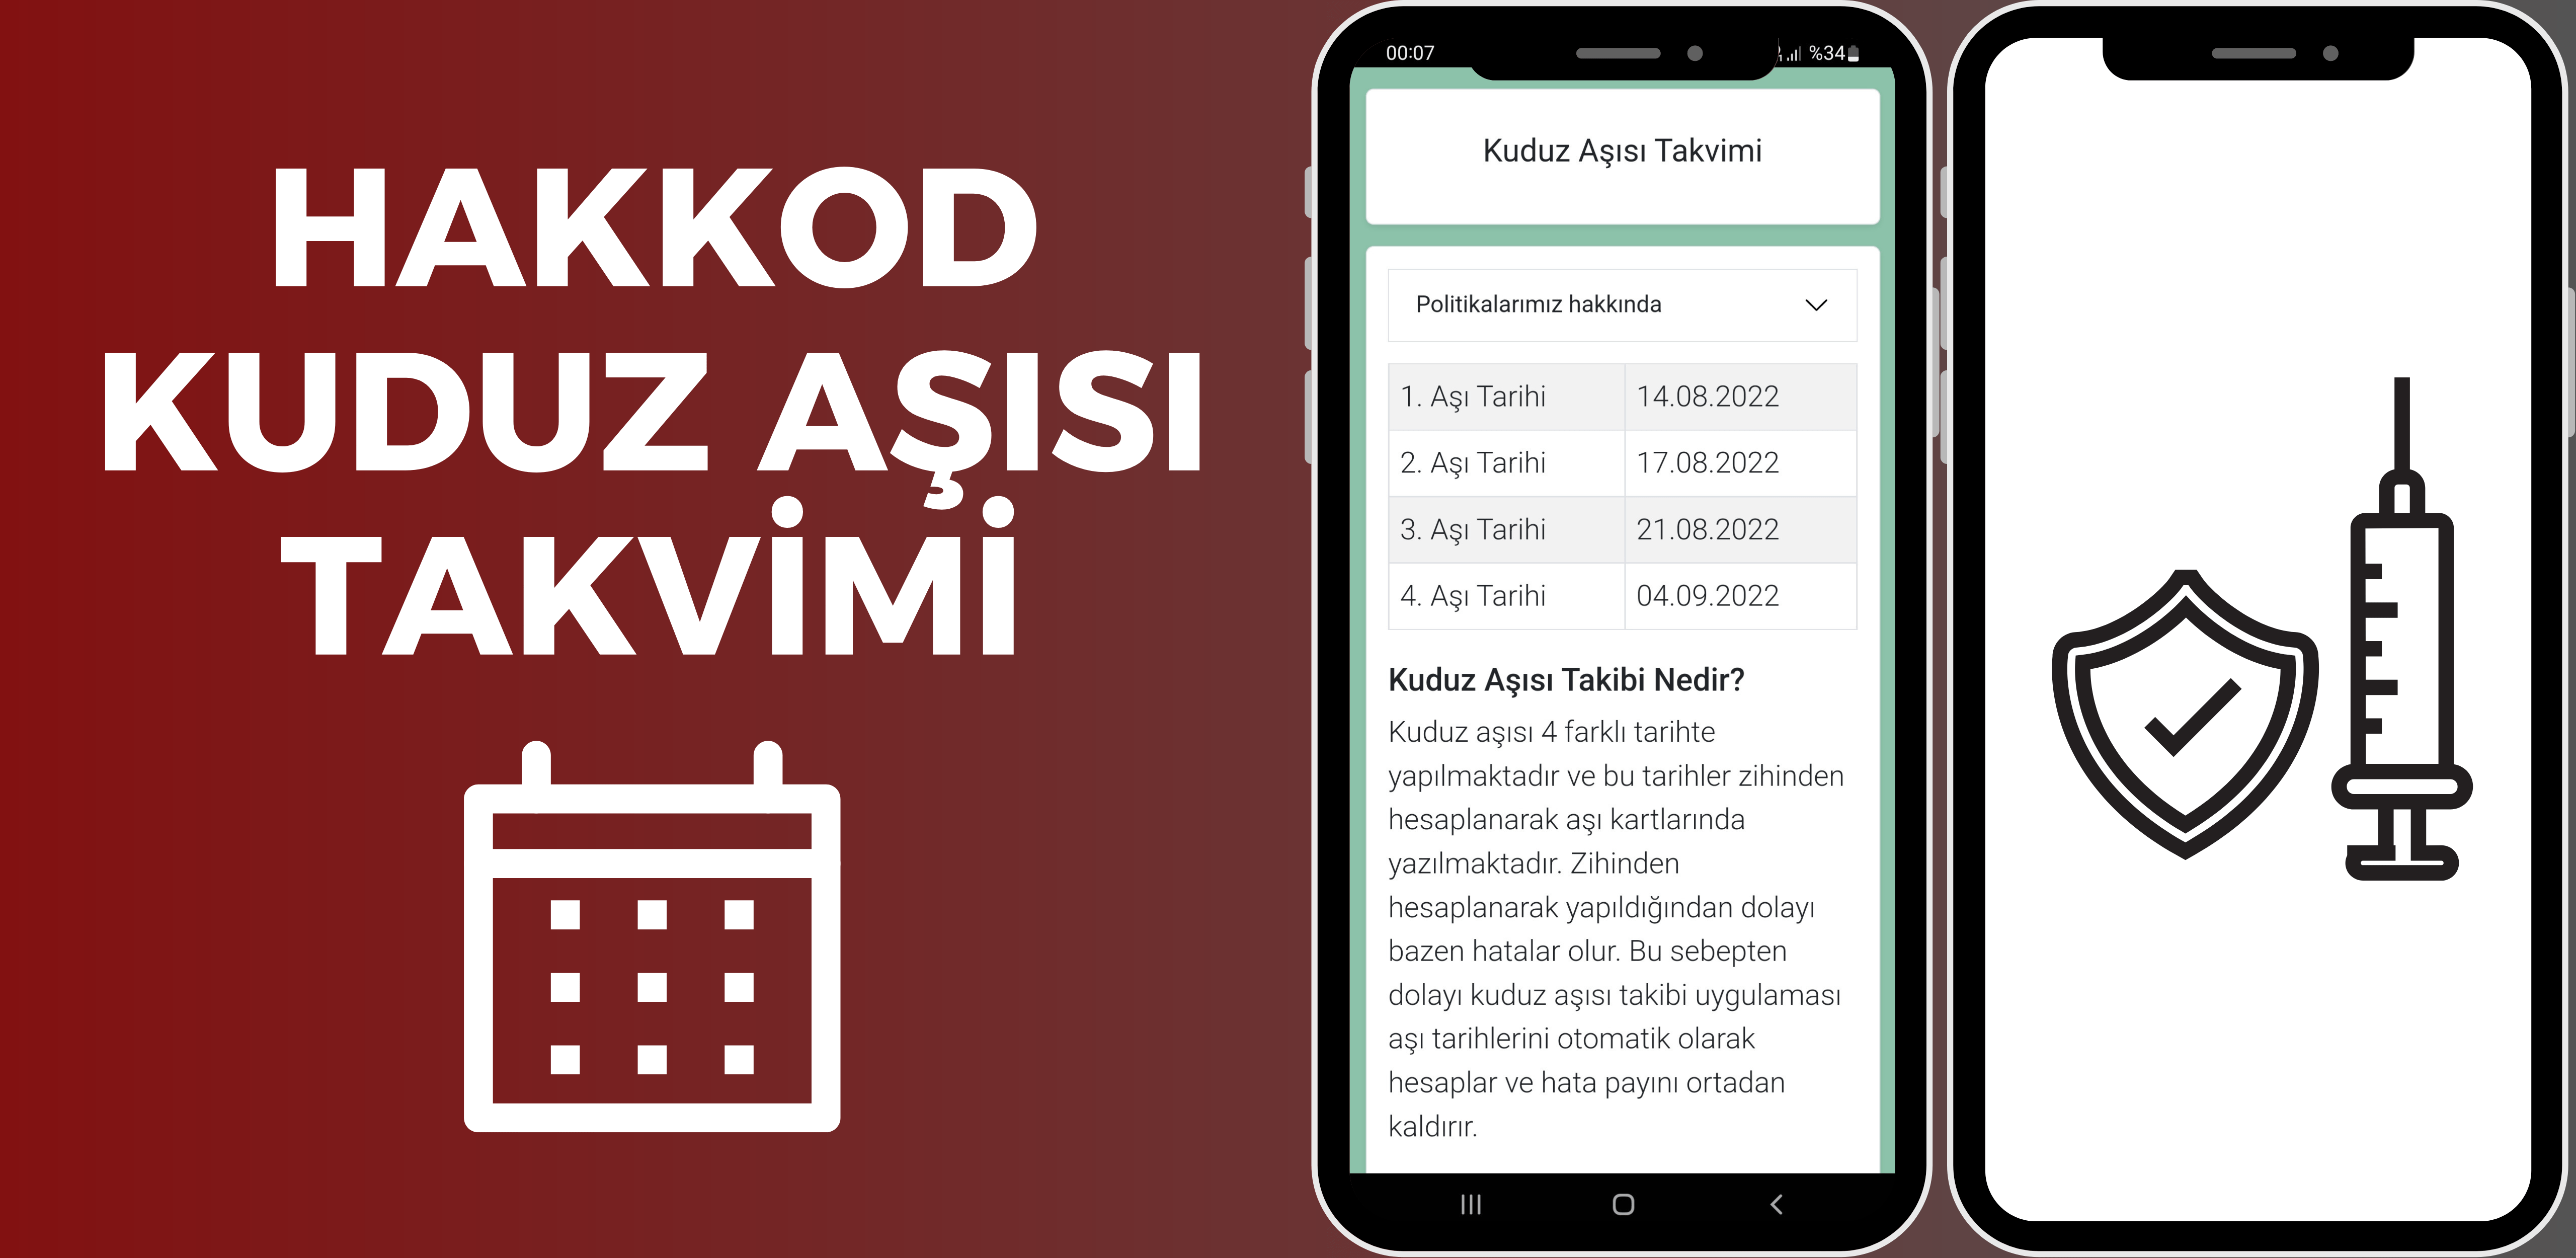 HAKKOD
KUDUZ AŞISI
TAKVİMİ
00:07
%34
Kuduz Aşısı Takvimi
Politikalarımız hakkında
1. Aşı Tarihi 14.08.2022
2. Aşı Tarihi 17.08.2022
3. Aşı Tarihi 21.08.2022
4. Aşı Tarihi 04.09.2022
Kuduz Aşısı Takibi Nedir?
Kuduz aşısı 4 farklı tarihte
yapılmaktadır ve bu tarihler zihinden
hesaplanarak aşı kartlarında
yazılmaktadır. Zihinden
hesaplanarak yapıldığından dolayı
bazen hatalar olur. Bu sebepten
dolayı kuduz aşısı takibi uygulaması
aşı tarihlerini otomatik olarak
hesaplar ve hata payını ortadan
kaldırır.